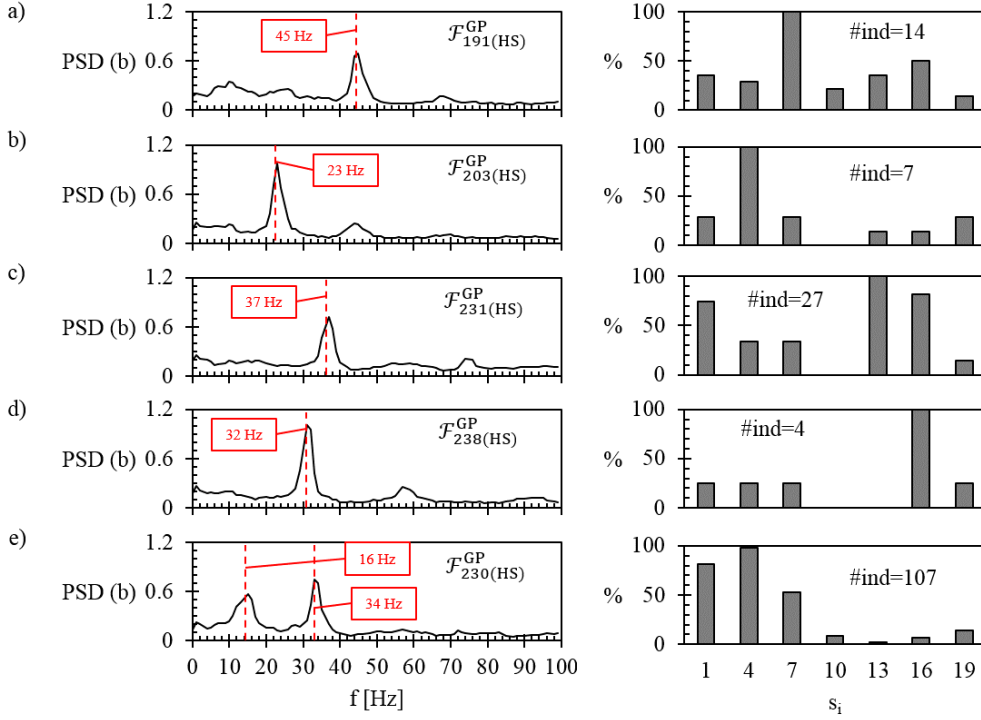 a)
PSD (b)
1.2
0.6
0
45 Hz
ℱ^GP_191(HS)
%
100
50
0
#ind=14
b)
PSD (b)
1.2
0.6
0
23 Hz
ℱ^GP_203(HS)
%
100
50
0
#ind=7
c)
PSD (b)
1.2
0.6
0
37 Hz
ℱ^GP_231(HS)
%
100
50
0
#ind=27
d)
PSD (b)
1.2
0.6
0
32 Hz
ℱ^GP_238(HS)
%
100
50
0
#ind=4
e)
PSD (b)
1.2
0.6
0
16 Hz
34 Hz
ℱ^GP_230(HS)
0 10 20 30 40 50 60 70 80 90 100
f [Hz]
%
100
50
0
#ind=107
1 4 7 10 13 16 19
s_i